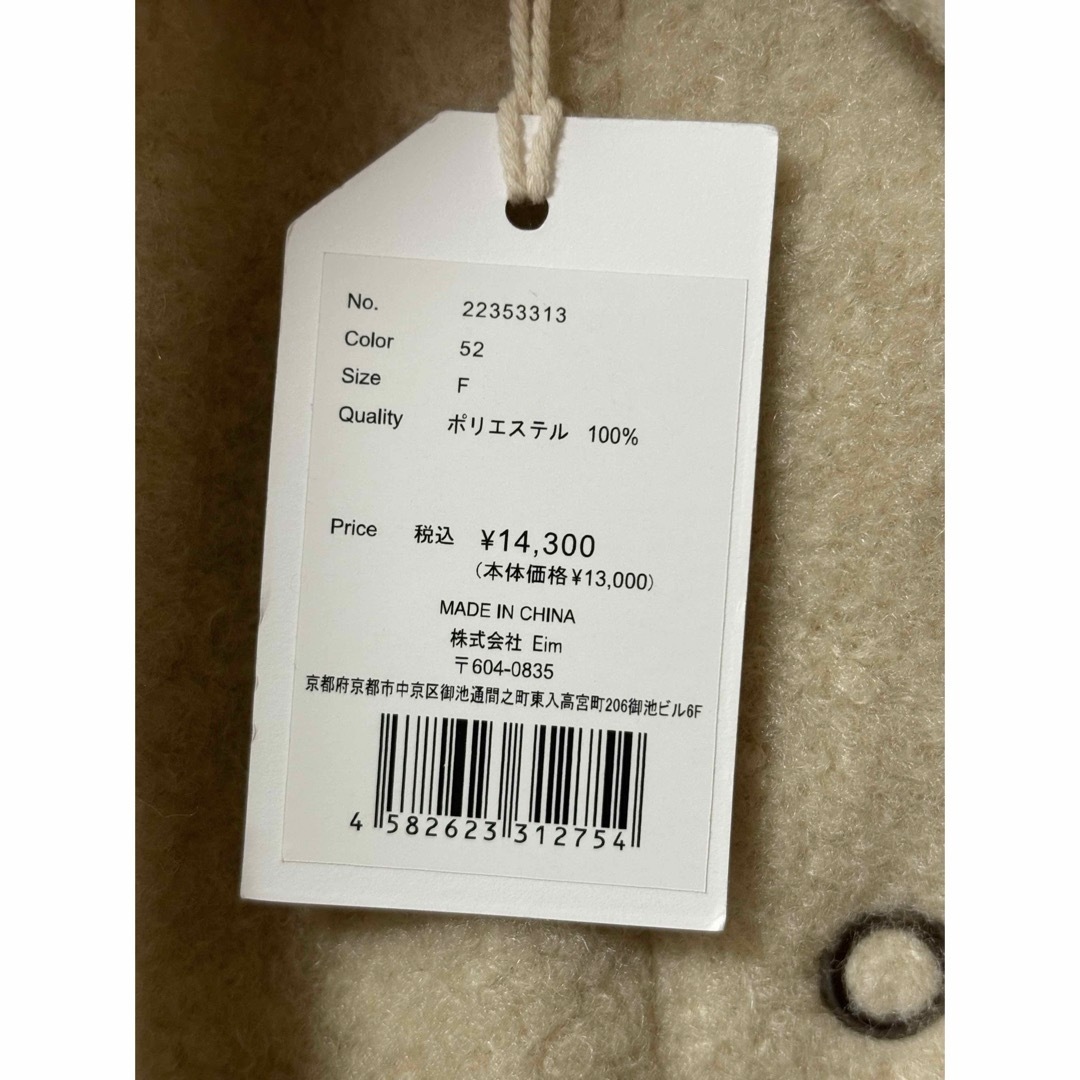 No. 22353313
Color 52
Size F
Quality ポリエステル 100%
Price 税込 ¥14,300
(本体価格¥13,000)
MADE IN CHINA
株式会社 Eim
〒604-0835
京都府京都市中京区御池通間之町東入高宮町206御池ビル6F
4 582623 312754